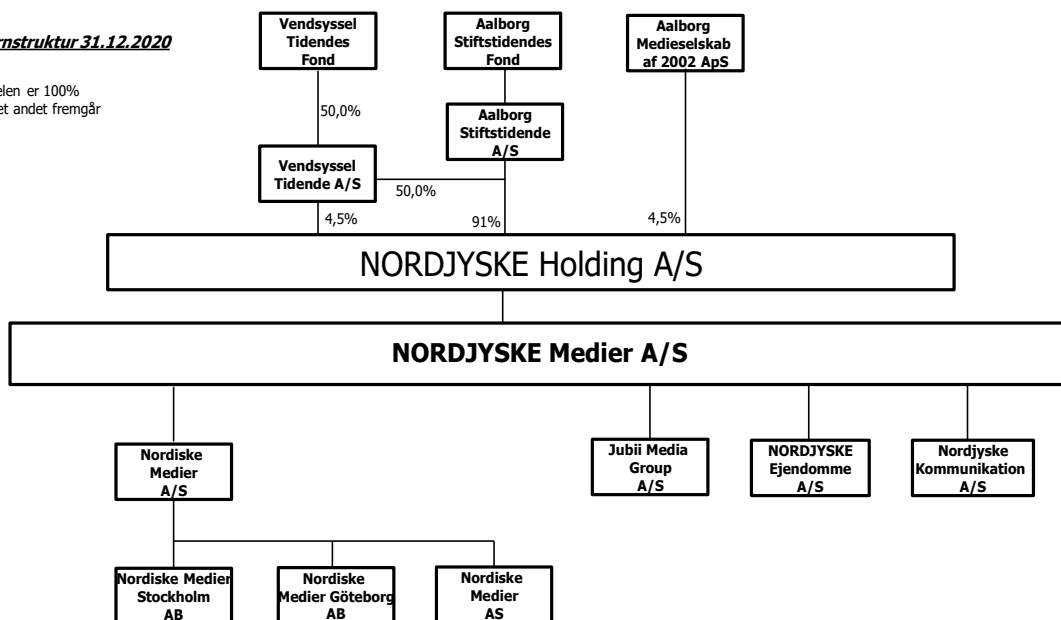 Vendsyssel
Tidendes
Fond
Aalborg
Stiftstidendes
Fond
Aalborg
Medieselskab
af 2002 ApS
rnstruktur 31.12.2020
elen er 100%
et andet fremgår
50,0%
Aalborg
Stiftstidende
A/S
Vendsyssel
Tidende A/S
50,0%
4,5%
91%
4,5%
NORDJYSKE Holding A/S
NORDJYSKE Medier A/S
Nordiske
Medier
A/S
Jubii Media
Group
A/S
NORDJYSKE
Ejendomme
A/S
Nordjyske
Kommunikation
A/S
Nordiske Medier
Stockholm
AB
Nordiske
Medier Göteborg
AB
Nordiske
Medier
AS